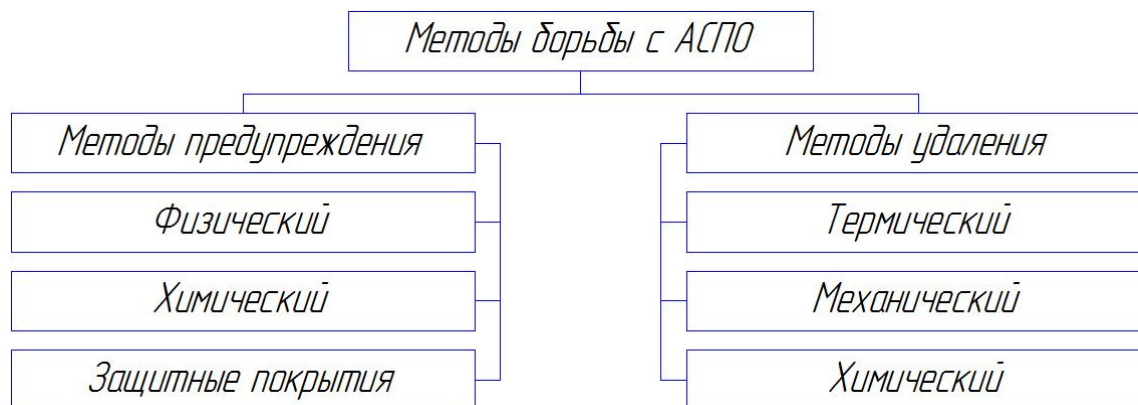 Методы борьбы с АСПО
Методы предупреждения
Физический
Химический
Защитные покрытия
Методы удаления
Термический
Механический
Химический